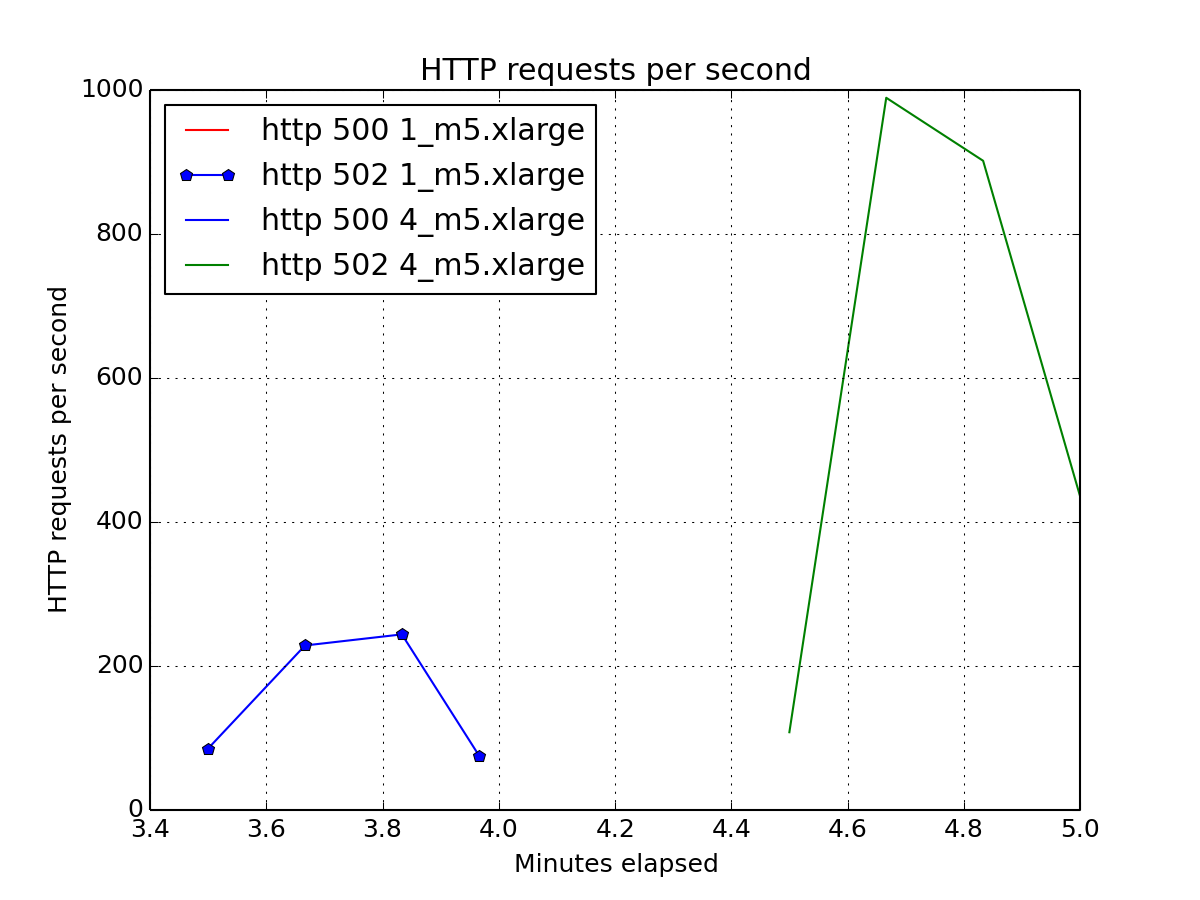 HTTP requests per second
1000
800
600
400
200
0
HTTP requests per second
http 500 1_m5.xlarge
http 502 1_m5.xlarge
http 500 4_m5.xlarge
http 502 4_m5.xlarge
3.4 3.6 3.8 4.0 4.2 4.4 4.6 4.8 5.0
Minutes elapsed